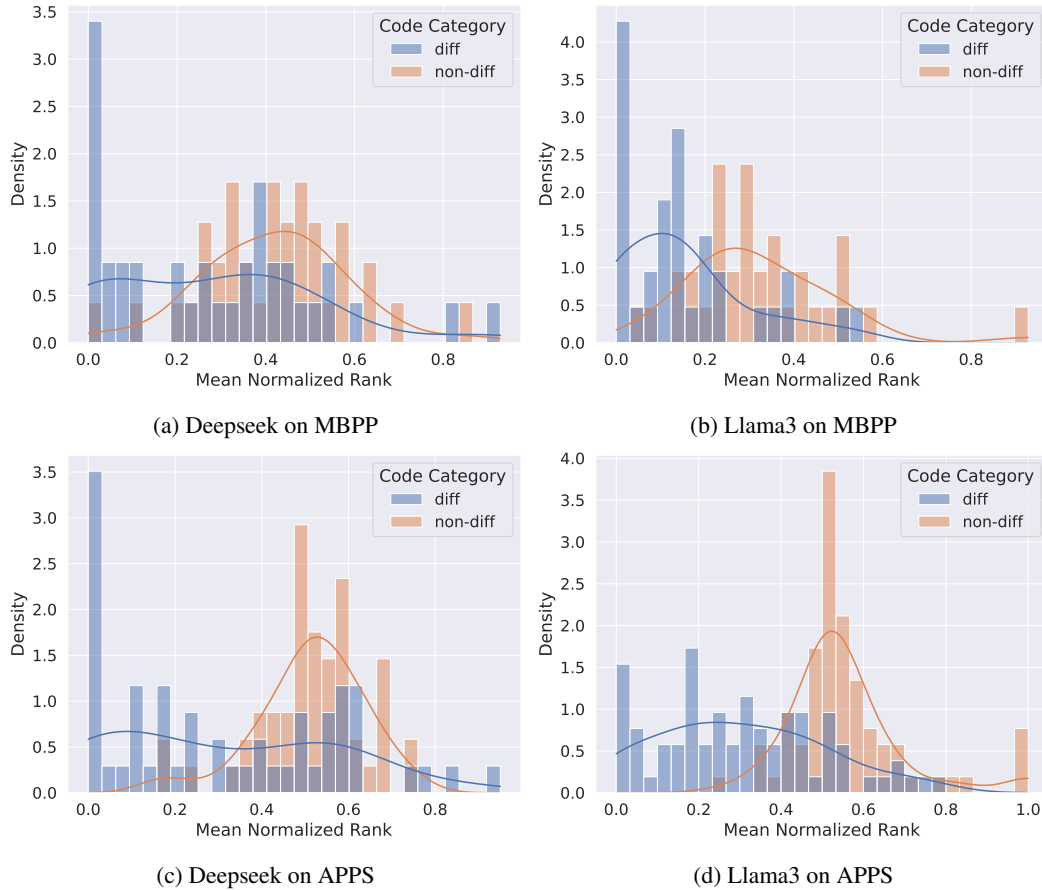 Code Category
diff
non-diff
3.5
3.0
2.5
2.0
1.5
1.0
0.5
0.0
Density
0.0 0.2 0.4 0.6 0.8
Mean Normalized Rank
(a) Deepseek on MBPP
Code Category
diff
non-diff
4.0
3.5
3.0
2.5
2.0
1.5
1.0
0.5
0.0
Density
0.0 0.2 0.4 0.6 0.8
Mean Normalized Rank
(b) Llama3 on MBPP
Code Category
diff
non-diff
3.5
3.0
2.5
2.0
1.5
1.0
0.5
0.0
Density
0.0 0.2 0.4 0.6 0.8
Mean Normalized Rank
(c) Deepseek on APPS
Code Category
diff
non-diff
4.0
3.5
3.0
2.5
2.0
1.5
1.0
0.5
0.0
Density
0.0 0.2 0.4 0.6 0.8 1.0
Mean Normalized Rank
(d) Llama3 on APPS